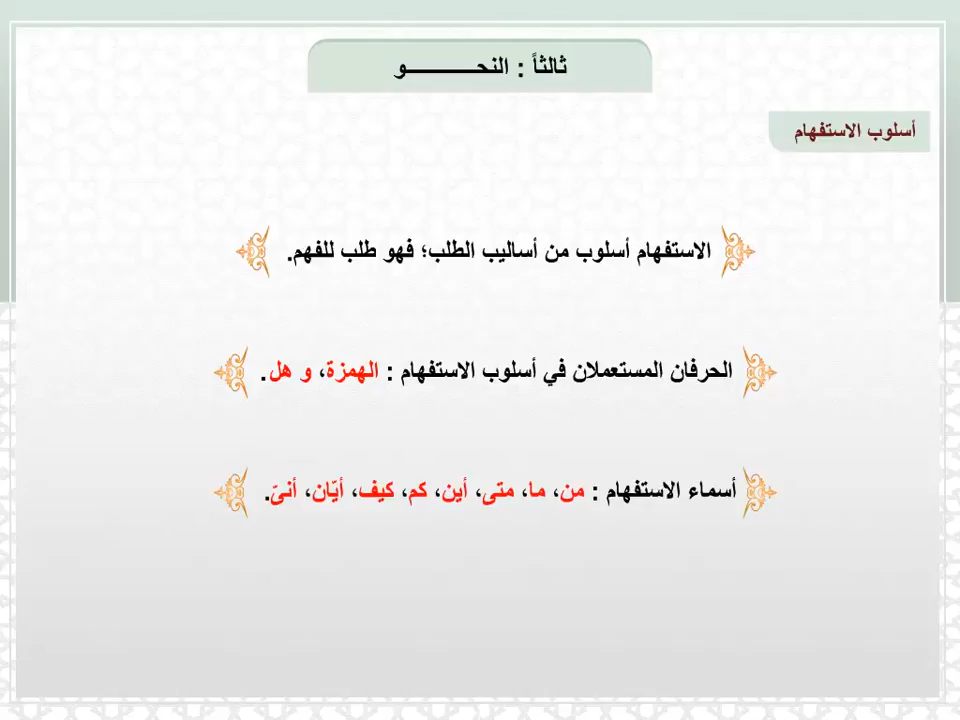 ثالثاً : النحـــــــــــو
أسلوب الاستفهام
الاستفهام أسلوب من أساليب الطلب؛ فهو طلب للفهم.
الحرفان المستعملان في أسلوب الاستفهام : الهمزة، و هل.
أسماء الاستفهام : من، ما، متى، أين، كم، كيف، أيّان، أنىّ.